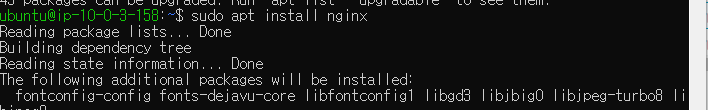 45 packages can be upgraded. Run 'apt list --upgradable' to see them.
ubuntu@ip-10-0-3-158:~$ sudo apt install nginx
Reading package lists... Done
Building dependency tree
Reading state information... Done
The following additional packages will be installed:
fontconfig-config fonts-dejavu-core libfontconfig1 libgd3 libjbig0 libjpeg-turbo8 li